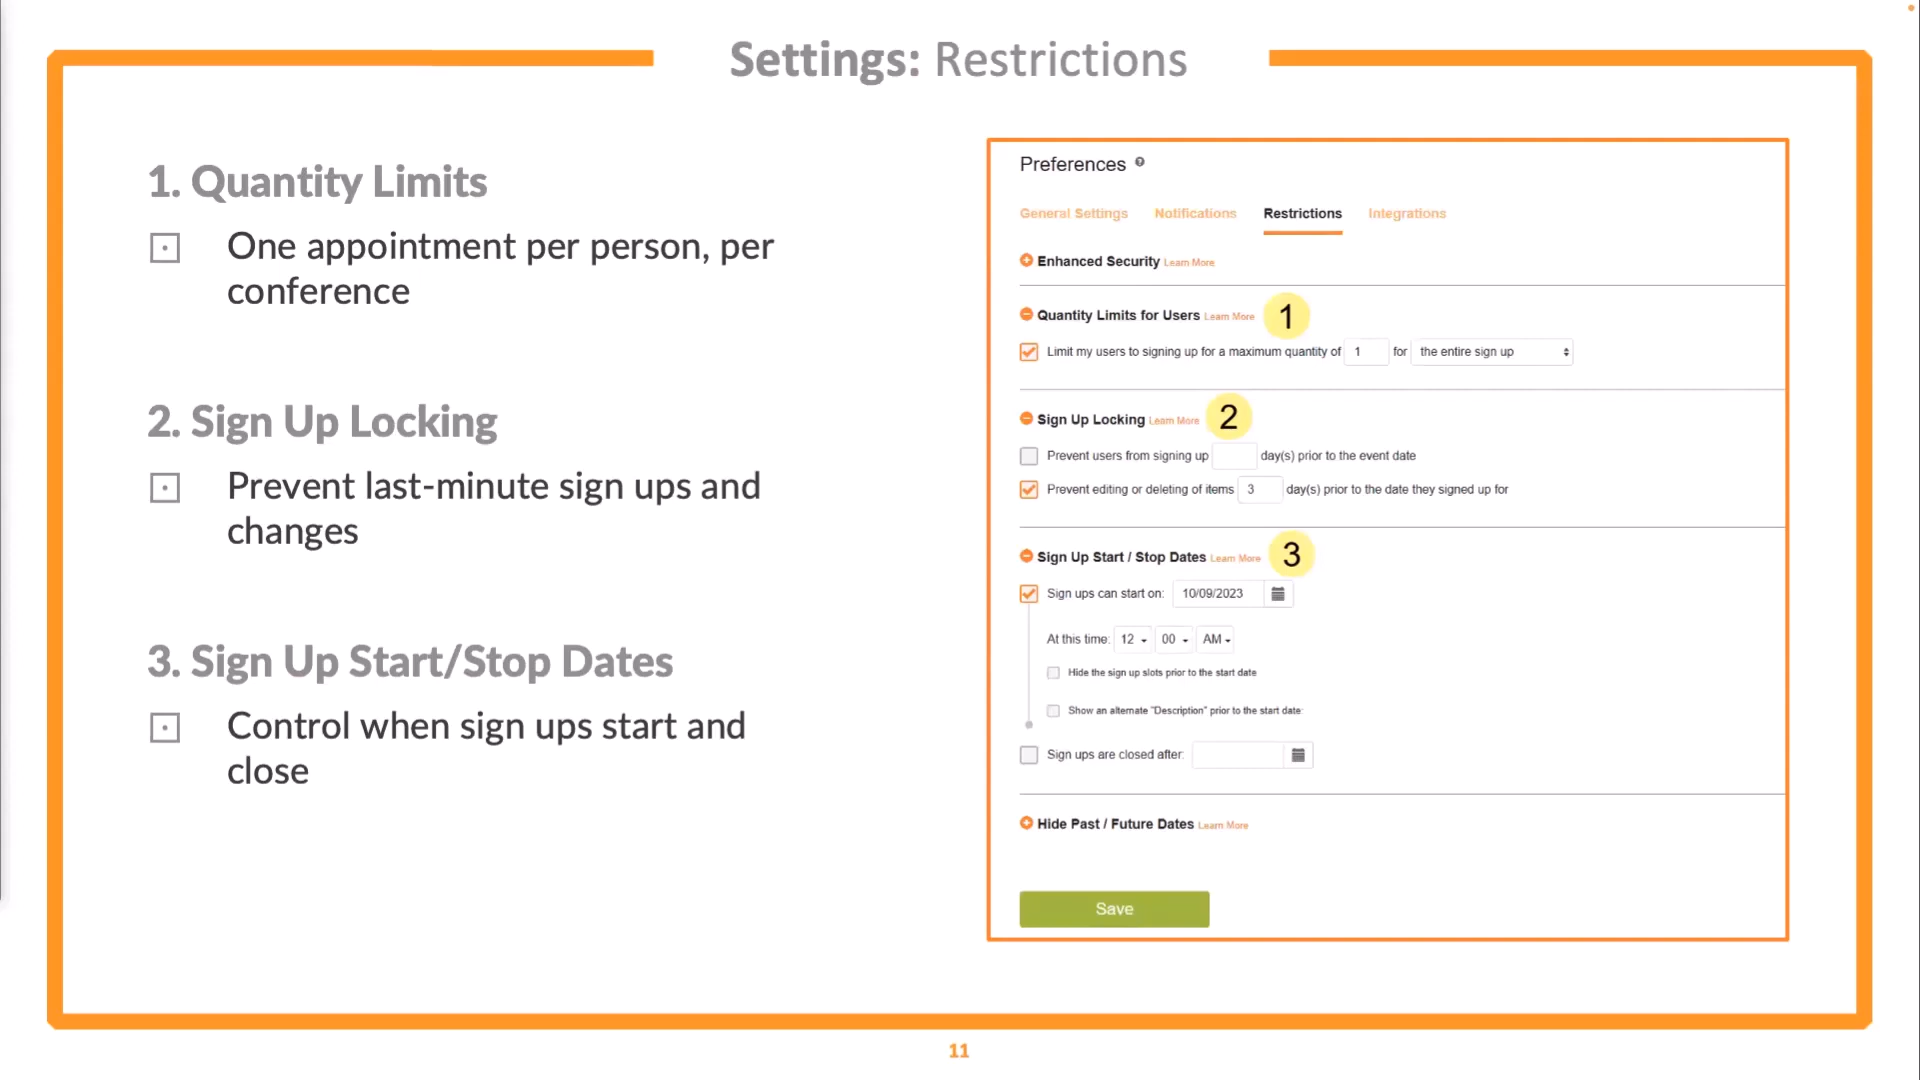 Settings: Restrictions
1. Quantity Limits
One appointment per person, per
conference
2. Sign Up Locking
Prevent last-minute sign ups and
changes
3. Sign Up Start/Stop Dates
Control when sign ups start and
close
Preferences
General Settings Notifications Restrictions Integrations
Enhanced Security Learn More
Quantity Limits for Users Learn More 1
Limit my users to signing up for a maximum quantity of 1 for the entire sign up
Sign Up Locking Learn More 2
Prevent users from signing up day(s) prior to the event date
Prevent editing or deleting of items 3 day(s) prior to the date they signed up for
Sign Up Start / Stop Dates Learn More 3
Sign ups can start on: 10/09/2023
At this time: 12 00 AM
Hide the sign up slots prior to the start date
Show an alternate "Description" prior to the start date:
Sign ups are closed after:
Hide Past / Future Dates Learn More
Save
11